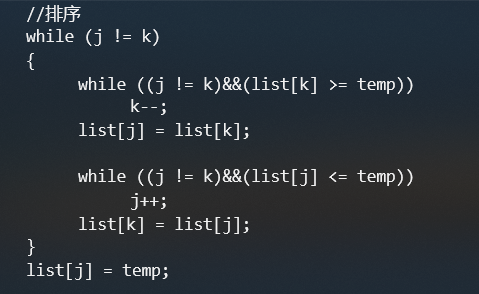 //排序
while (j != k)
{
while ((j != k)&&(list[k] >= temp))
k--;
list[j] = list[k];
while ((j != k)&&(list[j] <= temp))
j++;
list[k] = list[j];
}
list[j] = temp;